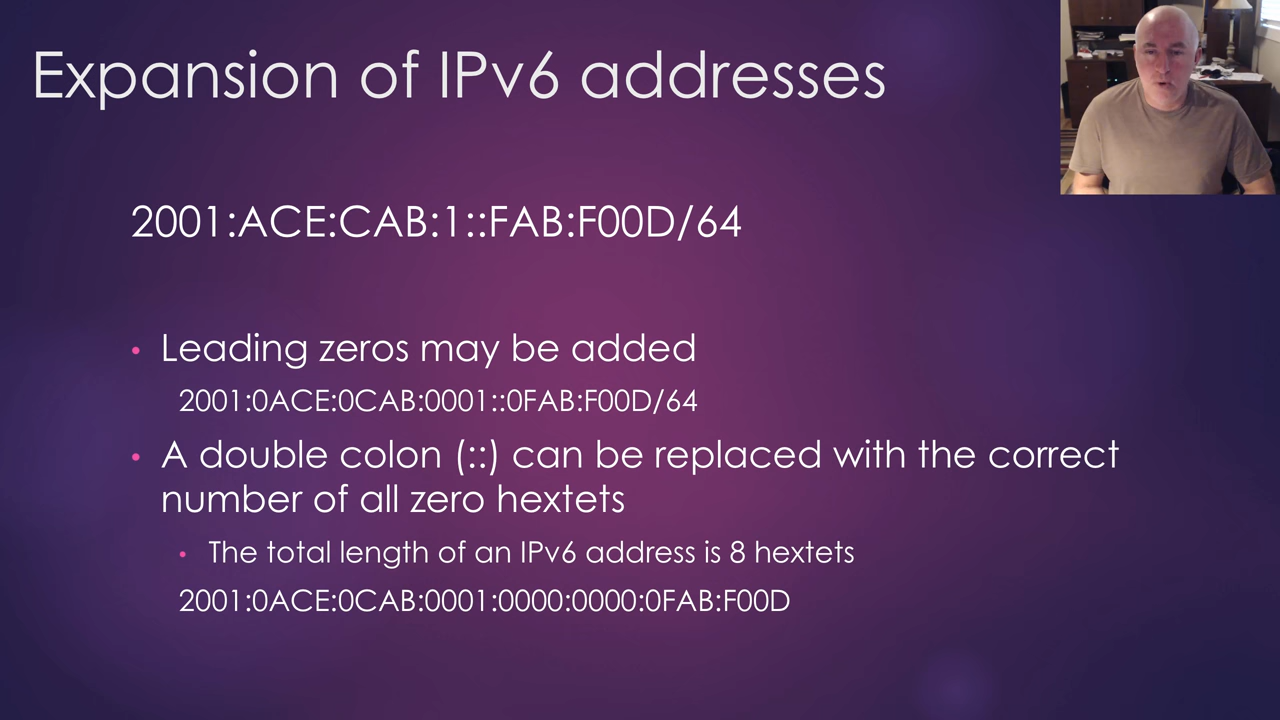 Expansion of IPv6 addresses
2001:ACE:CAB:1::FAB:F00D/64
• Leading zeros may be added
2001:0ACE:0CAB:0001::0FAB:F00D/64
• A double colon (::) can be replaced with the correct
number of all zero hextets
• The total length of an IPv6 address is 8 hextets
2001:0ACE:0CAB:0001:0000:0000:0FAB:F00D